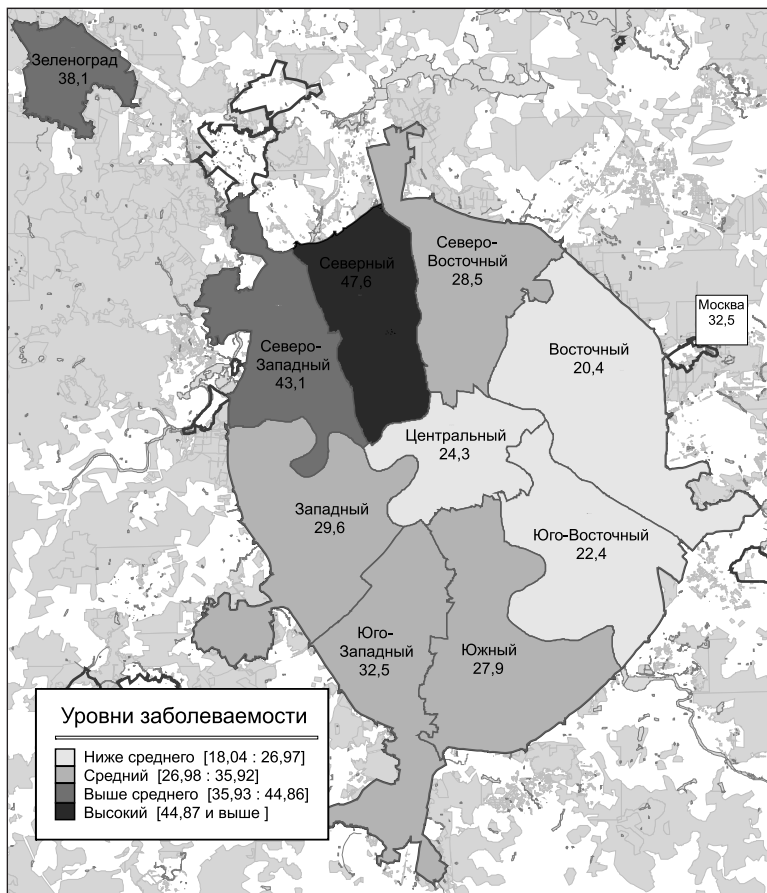 Зеленоград
38,1
Северный
47,6
Северо-
Восточный
28,5
Москва
32,5
Северо-
Западный
43,1
Восточный
20,4
Центральный
24,3
Западный
29,6
Юго-Восточный
22,4
Юго-
Западный
32,5
Южный
27,9
Уровни заболеваемости
Ниже среднего [18,04 : 26,97]
Средний [26,98 : 35,92]
Выше среднего [35,93 : 44,86]
Высокий [44,87 и выше ]